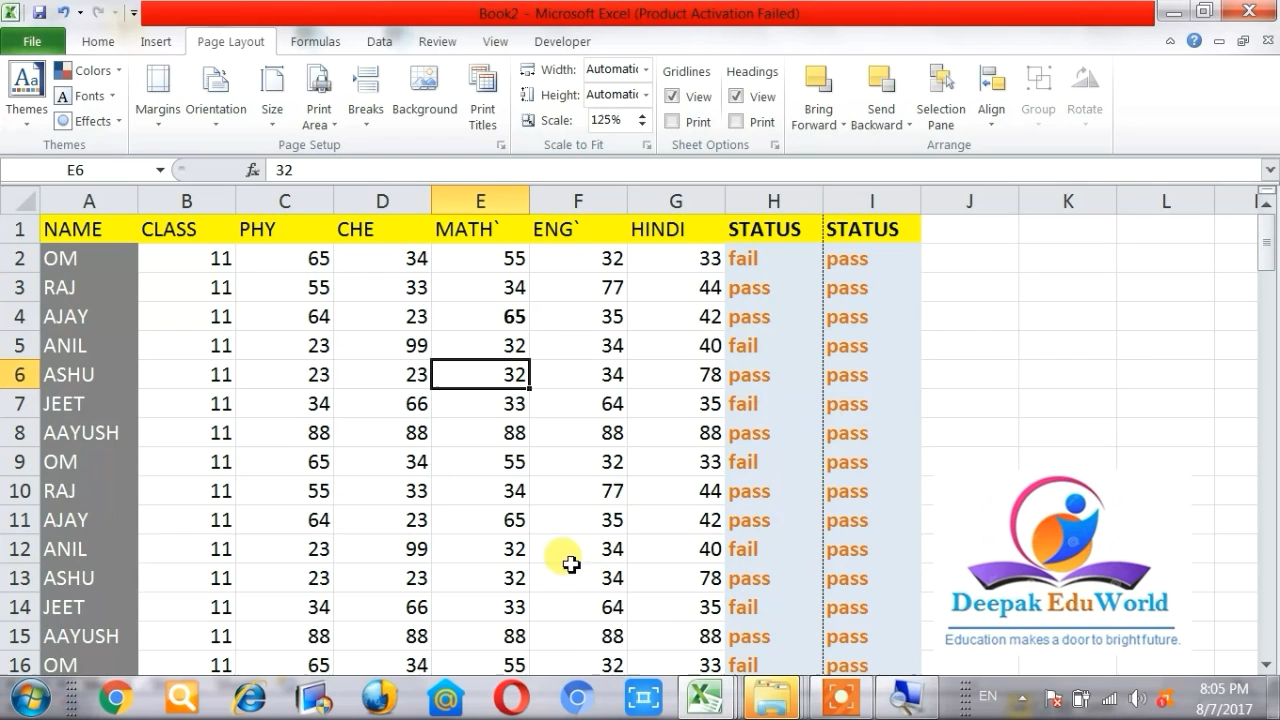 Book2 - Microsoft Excel (Product Activation Failed)
File Home Insert Page Layout Formulas Data Review View Developer
Colors Width: Automatic Gridlines Headings
Aa Fonts Height: Automatic View View
Themes Effects Margins Orientation Size Print Area Breaks Background Print Titles Scale: 125% Print Print Bring Forward Send Backward Selection Pane Align Group Rotate
Themes Page Setup Scale to Fit Sheet Options Arrange
E6 fx 32
A B C D E F G H I J K L
1 NAME CLASS PHY CHE MATH` ENG` HINDI STATUS STATUS
2 OM 11 65 34 55 32 33 fail pass
3 RAJ 11 55 33 34 77 44 pass pass
4 AJAY 11 64 23 65 35 42 pass pass
5 ANIL 11 23 99 32 34 40 fail pass
6 ASHU 11 23 23 32 34 78 pass pass
7 JEET 11 34 66 33 64 35 fail pass
8 AAYUSH 11 88 88 88 88 88 pass pass
9 OM 11 65 34 55 32 33 fail pass
10 RAJ 11 55 33 34 77 44 pass pass
11 AJAY 11 64 23 65 35 42 pass pass
12 ANIL 11 23 99 32 34 40 fail pass
13 ASHU 11 23 23 32 34 78 pass pass
14 JEET 11 34 66 33 64 35 fail pass
15 AAYUSH 11 88 88 88 88 88 pass pass
16 OM 11 65 34 55 32 33 fail pass
Deepak EduWorld
Education makes a door to bright future.
EN 8:05 PM
8/7/2017